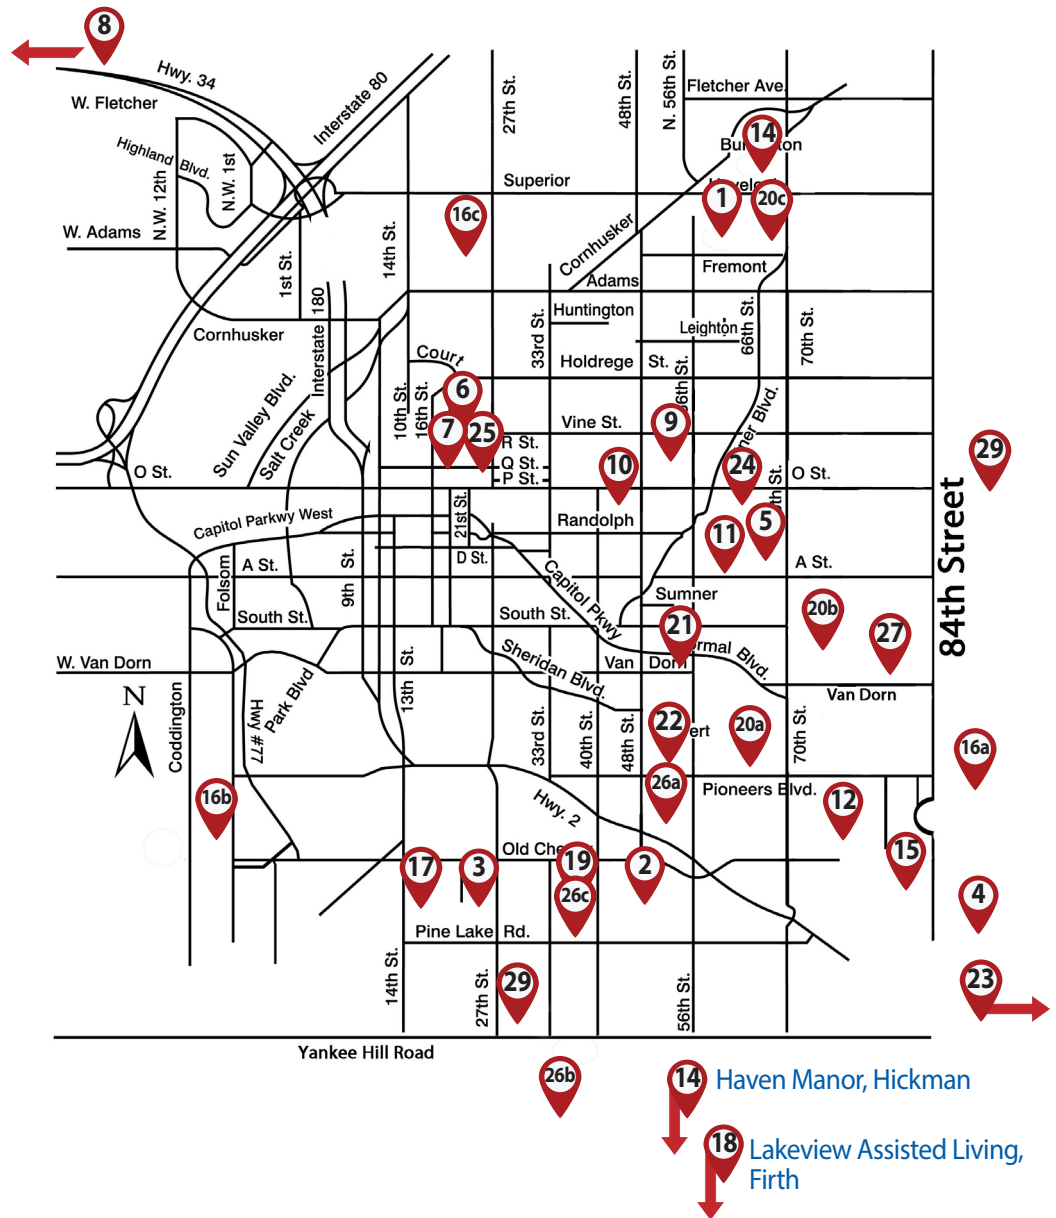 8
Hwy. 34
W. Fletcher
Interstate 80
27th St.
48th St.
N. 56th St.
Fletcher Ave.
14
Highland Blvd.
N.W. 1st
N.W. 12th
Superior
1
20c
16c
W. Adams
14th St.
1st St.
Cornhusker
Fremont
Adams
Interstate 180
Huntington
33rd St.
Leighton
66th St.
70th St.
Cornhusker
Court
Holdrege St.
Sun Valley Blvd.
Salt Creek
10th St.
16th St.
6
7
25
R St.
Q St.
P St.
Vine St.
9
10
24
O St.
O St.
29
84th Street
Capitol Parkwy West
21st St.
Randolph
11
5
D St.
Folsom
A St.
9th St.
Capitol Pkwy
A St.
Sumner
South St.
South St.
21
20b
27
W. Van Dorn
13th St.
Sheridan Blvd.
Van Dorn
Blvd.
Van Dorn
N
Coddington
Hwy #77
Park Blvd
33rd St.
40th St.
48th St.
22
20a
70th St.
16a
26a
Pioneers Blvd.
12
16b
Hwy. 2
15
Old
17
3
19
2
26c
4
Pine Lake Rd.
14th St.
27th St.
29
56th St.
23
Yankee Hill Road
26b
14
Haven Manor, Hickman
18
Lakeview Assisted Living,
Firth